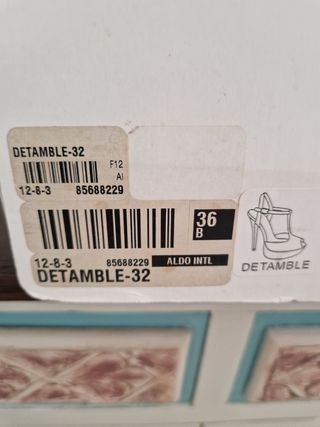 DETAMBLE-32
F12
AI
12-8-3 85688229
36
B
12-8-3 85688229 ALDO INTL
DETAMBLE-32
DETAMBLE